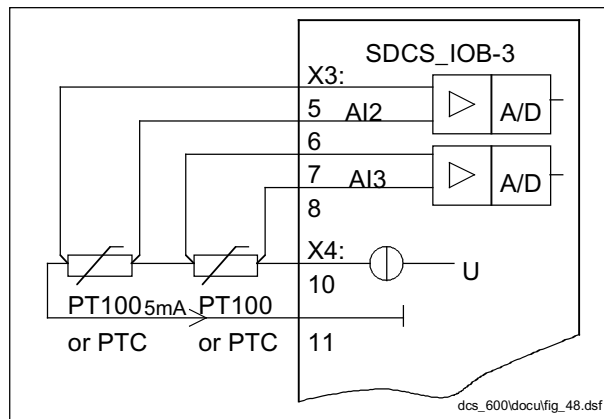 SDCS_IOB-3
X3:
5 AI2 A/D
6
7 AI3 A/D
8
X4:
10 U
PT100 5mA PT100
or PTC or PTC 11
dcs_600\docu\fig_48.dsf